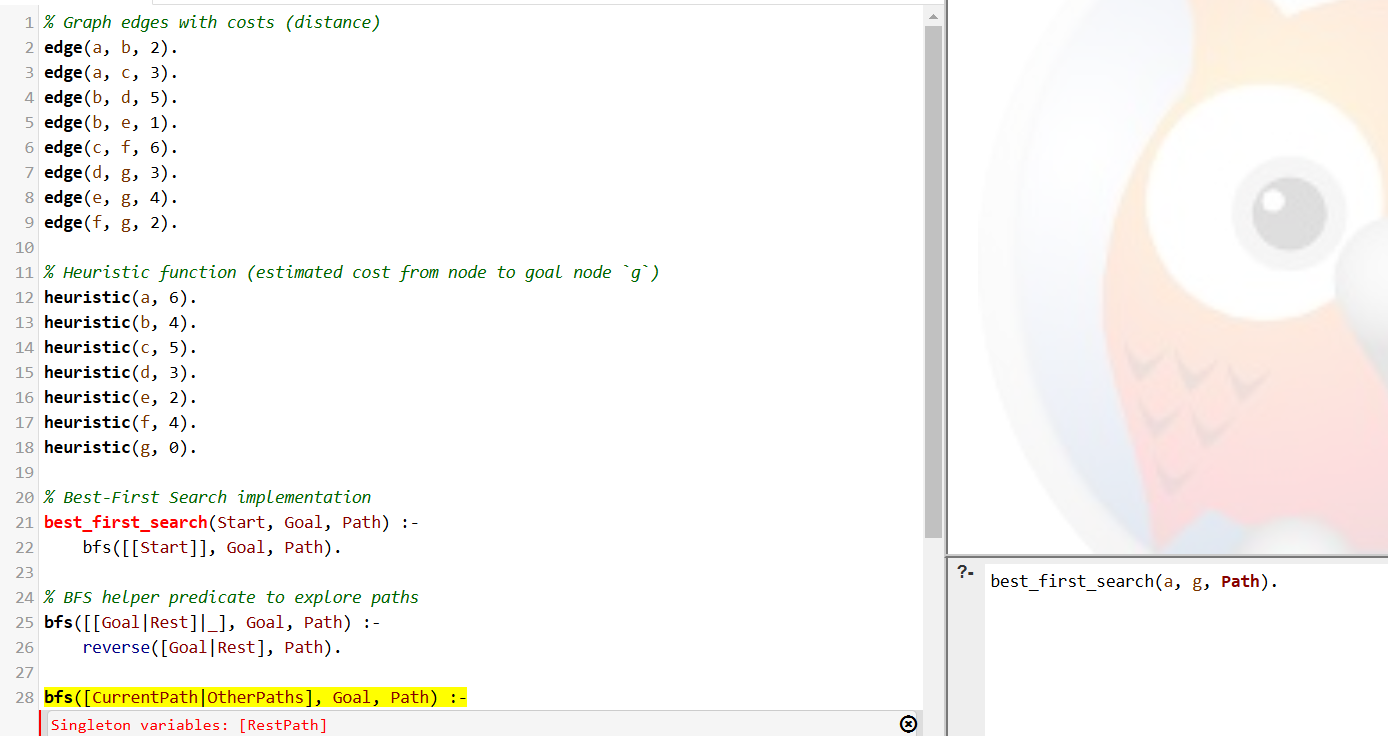 1 % Graph edges with costs (distance)
2 edge(a, b, 2).
3 edge(a, c, 3).
4 edge(b, d, 5).
5 edge(b, e, 1).
6 edge(c, f, 6).
7 edge(d, g, 3).
8 edge(e, g, 4).
9 edge(f, g, 2).
10
11 % Heuristic function (estimated cost from node to goal node `g`)
12 heuristic(a, 6).
13 heuristic(b, 4).
14 heuristic(c, 5).
15 heuristic(d, 3).
16 heuristic(e, 2).
17 heuristic(f, 4).
18 heuristic(g, 0).
19
20 % Best-First Search implementation
21 best_first_search(Start, Goal, Path) :-
22     bfs([[Start]], Goal, Path).
23
24 % BFS helper predicate to explore paths
25 bfs([[Goal|Rest]|_], Goal, Path) :-
26     reverse([Goal|Rest], Path).
27
28 bfs([CurrentPath|OtherPaths], Goal, Path) :-
Singleton variables: [RestPath]
?- best_first_search(a, g, Path).